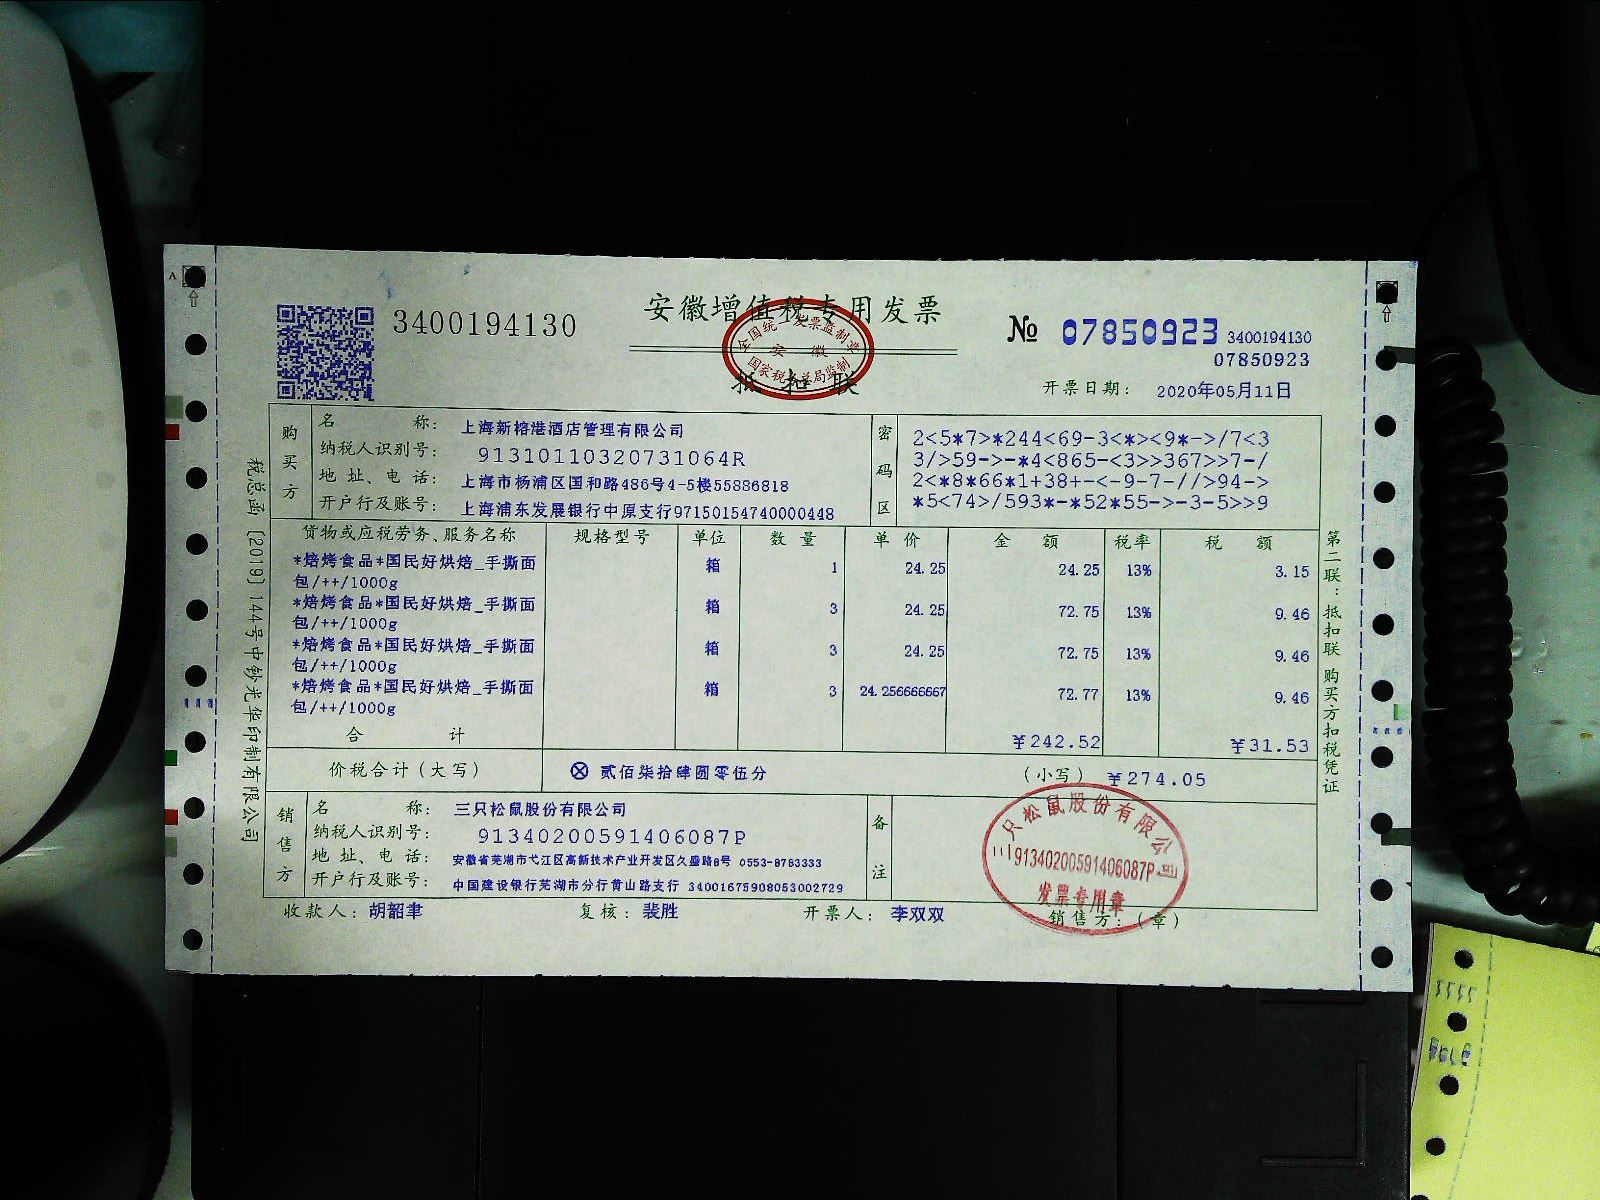 安徽增值税专用发票
3400194130
№ 07850923
3400194130
07850923
全国统一发票监制章
安徽
国家税务总局监制
抵扣联
开票日期： 2020年05月11日
购买方
名称： 上海新榕港酒店管理有限公司
纳税人识别号： 91310110320731064R
地址、电话： 上海市杨浦区国和路486号4-5楼55886818
开户行及账号： 上海浦东发展银行中原支行97150154740000448
密码区
2<5*7>*244<69-3<*><9*->/7<3
3/>59->-*4<865-<3>>367>>7-/
2<*8*66*1+38+-<-9-7-//>94->
*5<74>/593*-*52*55->-3-5>>9
货物或应税劳务、服务名称 规格型号 单位 数量 单价 金额 税率 税额
*焙烤食品*国民好烘焙_手撕面 箱 1 24.25 24.25 13% 3.15
包/++/1000g
*焙烤食品*国民好烘焙_手撕面 箱 3 24.25 72.75 13% 9.46
包/++/1000g
*焙烤食品*国民好烘焙_手撕面 箱 3 24.25 72.75 13% 9.46
包/++/1000g
*焙烤食品*国民好烘焙_手撕面 箱 3 24.256666667 72.77 13% 9.46
包/++/1000g
合计 ¥242.52 ¥31.53
价税合计（大写） ⊗ 贰佰柒拾肆圆零伍分 （小写） ¥274.05
销售方
名称： 三只松鼠股份有限公司
纳税人识别号： 91340200591406087P
地址、电话： 安徽省芜湖市弋江区高新技术产业开发区久盛路8号 0553-8783333
开户行及账号： 中国建设银行芜湖市分行黄山路支行 34001675908053002729
备注
三只松鼠股份有限公司
91340200591406087P
发票专用章
收款人： 胡韶聿 复核： 裴胜 开票人： 李双双 销售方：（章）
税总函〔2019〕144号中钞光华印制有限公司
第二联：抵扣联 购买方扣税凭证
A